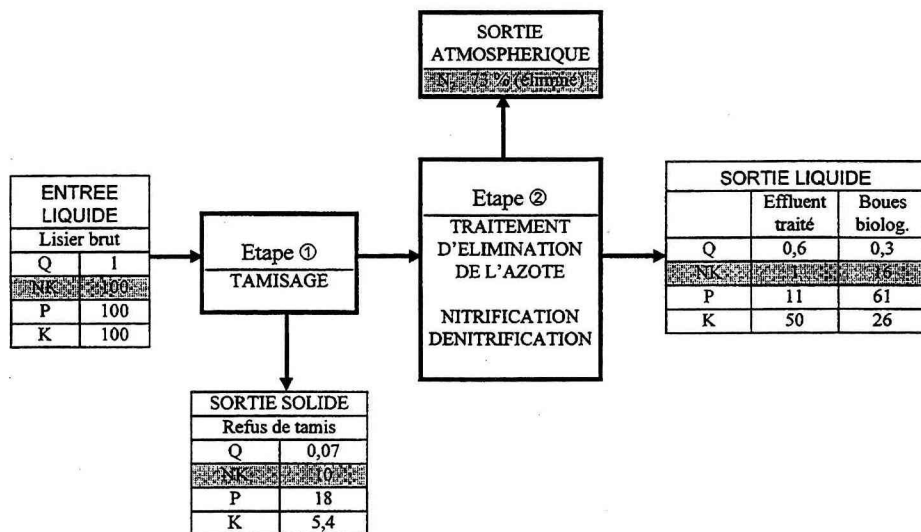 SORTIE
ATMOSPHERIQUE
N₂ 73 % (éliminé)
ENTREE
LIQUIDE
Lisier brut
Q 1
NK 100
P 100
K 100
Etape ①
TAMISAGE
Etape ②
TRAITEMENT
D'ELIMINATION
DE L'AZOTE
NITRIFICATION
DENITRIFICATION
SORTIE LIQUIDE
Effluent traité Boues biolog.
Q 0,6 0,3
NK 1 16
P 11 61
K 50 26
SORTIE SOLIDE
Refus de tamis
Q 0,07
NK 10
P 18
K 5,4